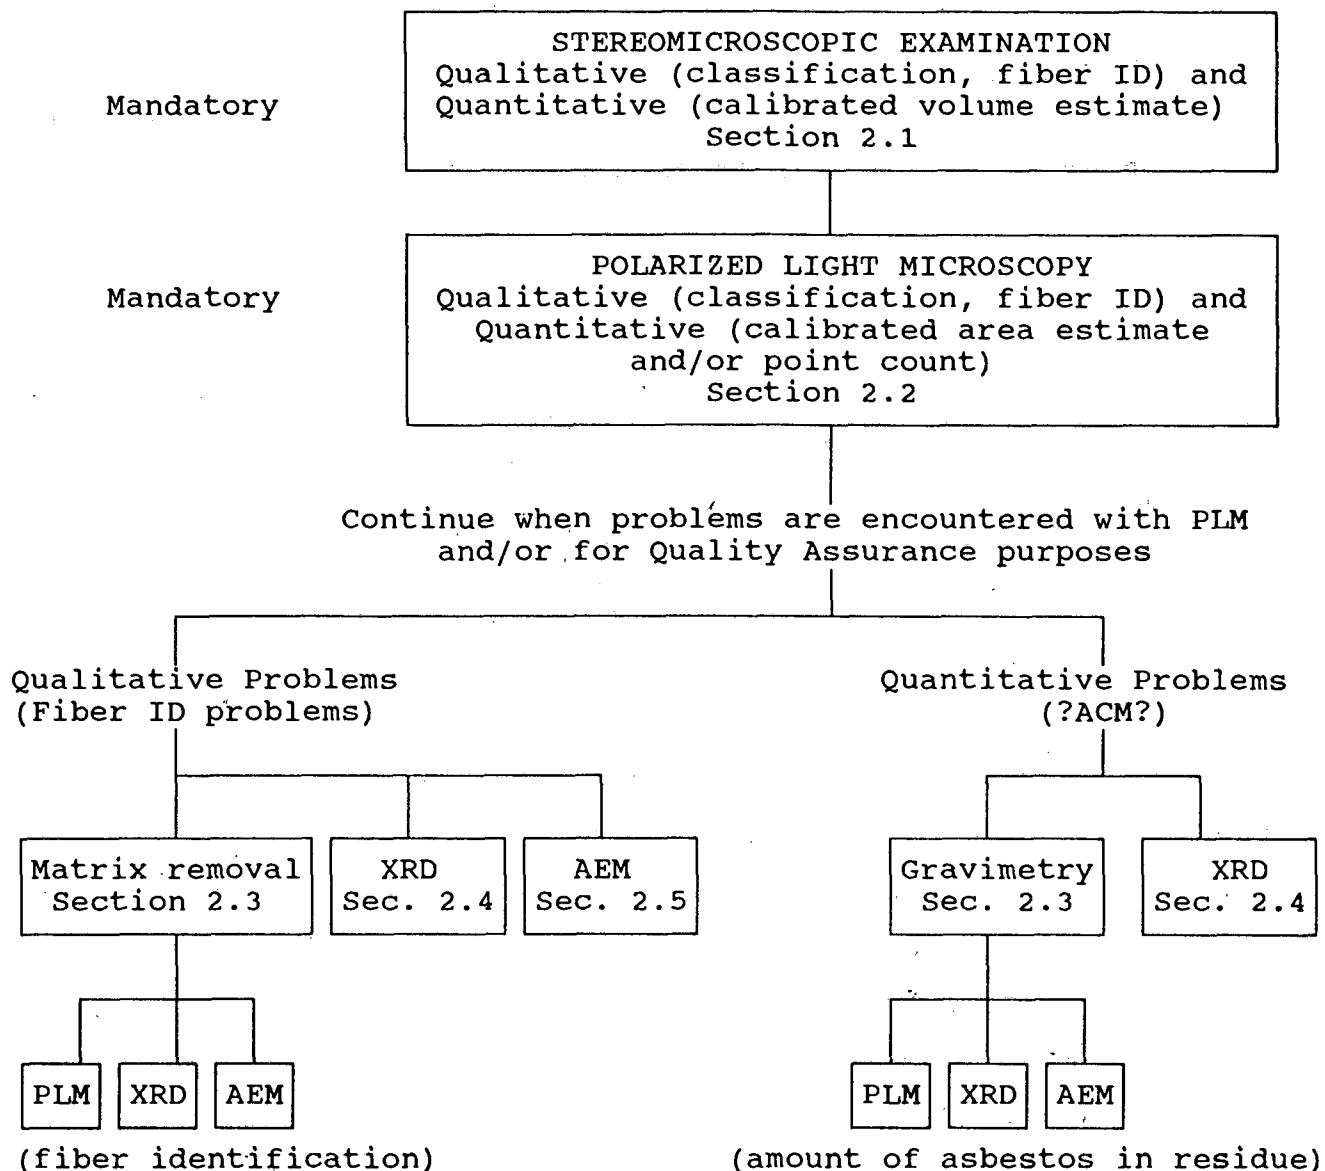 STEREOMICROSCOPIC EXAMINATION
Qualitative (classification, fiber ID) and
Mandatory
Quantitative (calibrated volume estimate)
Section 2.1
POLARIZED LIGHT MICROSCOPY
Mandatory
Qualitative (classification, fiber ID) and
Quantitative (calibrated area estimate
and/or point count)
Section 2.2
Continue when problems are encountered with PLM
and/or for Quality Assurance purposes
Qualitative Problems
(Fiber ID problems)
Quantitative Problems
(?ACM?)
Matrix removal
Section 2.3
XRD
Sec. 2.4
AEM
Sec. 2.5
Gravimetry
Sec. 2.3
XRD
Sec. 2.4
PLM
XRD
AEM
(fiber identification)
PLM
XRD
AEM
(amount of asbestos in residue)